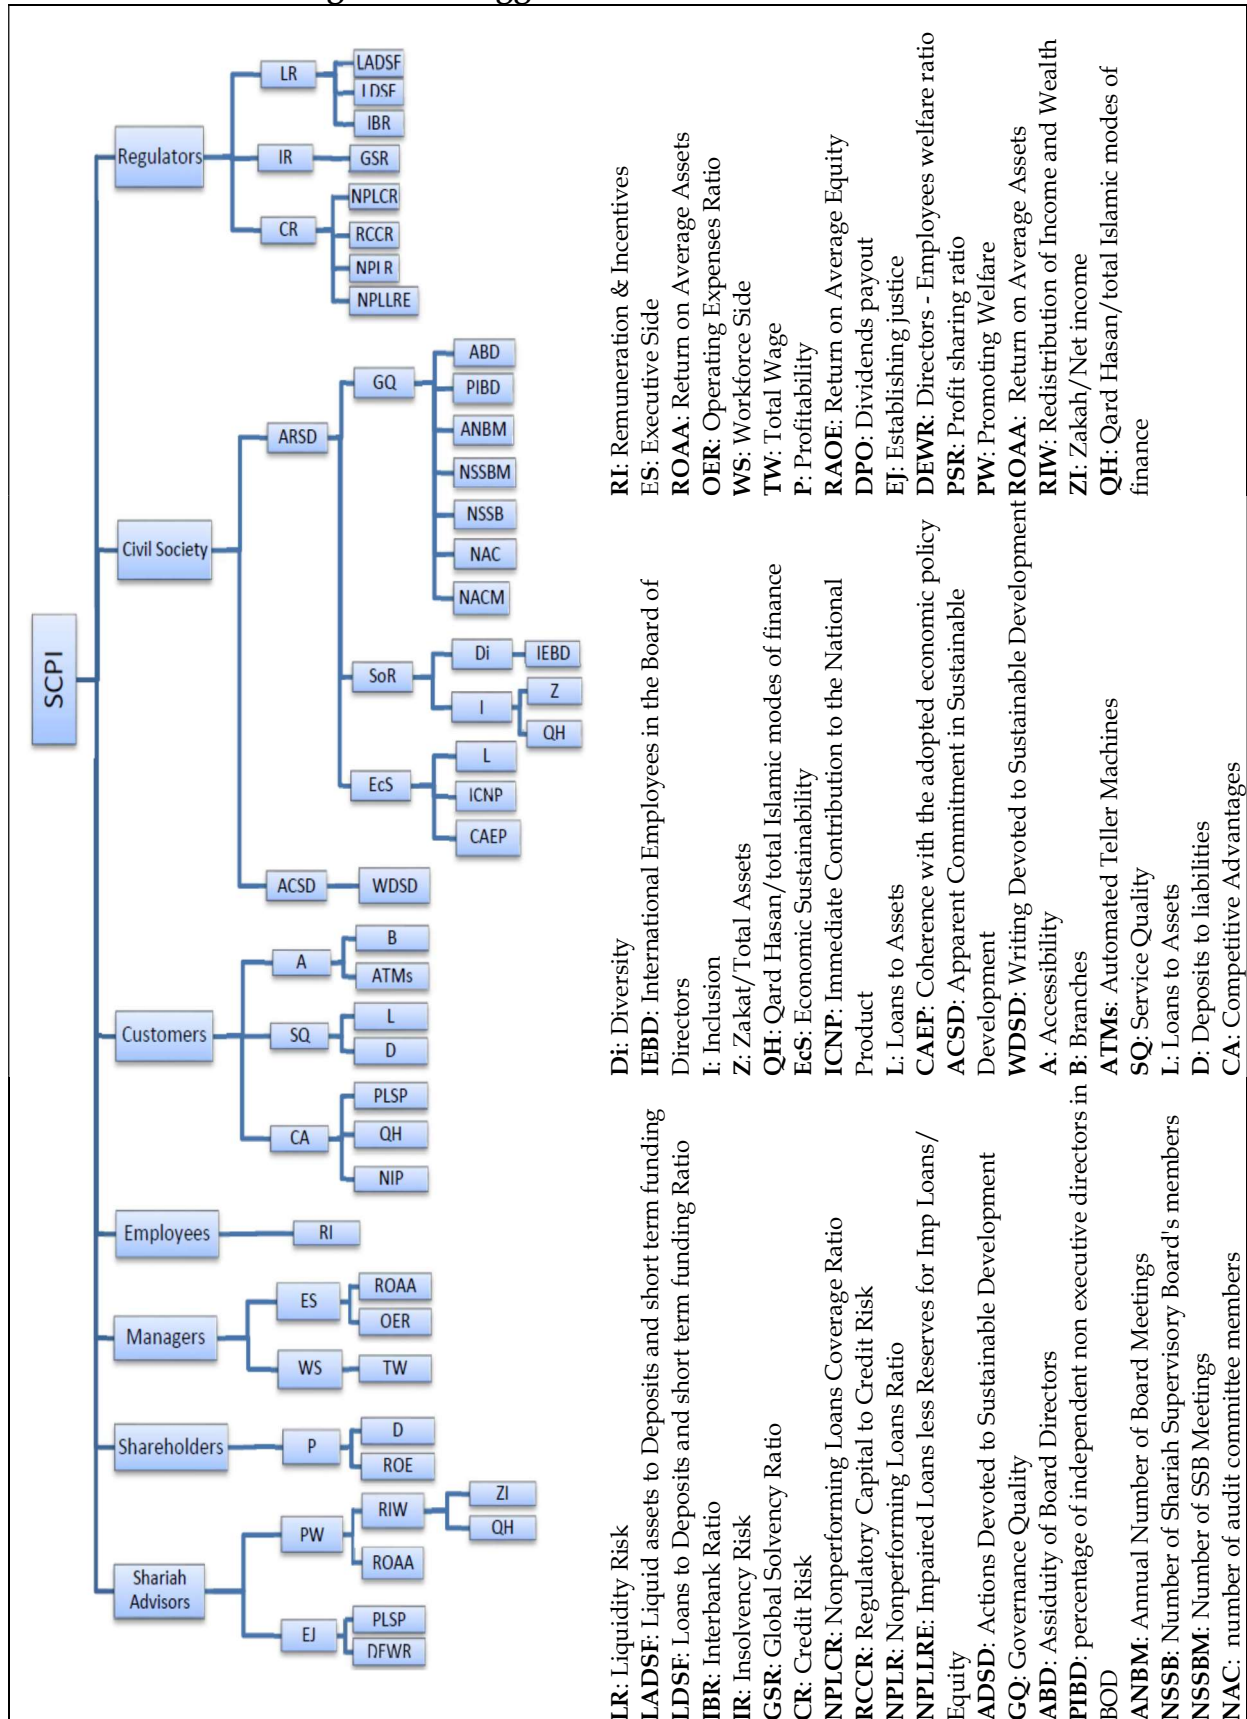 SCPI
Regulators
LR
LADSF
LDSF
IBR
IR
GSR
CR
NPLCR
RCCR
NPLR
NPLLRE
Civil Society
ARSD
GQ
ABD
PIBD
ANBM
NSSBM
NSSB
NAC
NACM
SoR
Di
IEBD
I
Z
QH
EcS
L
ICNP
CAEP
ACSD
WDSD
Customers
A
B
ATMs
SQ
L
D
CA
PLSP
QH
NIP
Employees
RI
Managers
ES
ROAA
OER
WS
TW
Shareholders
P
D
ROE
Shariah
Advisors
PW
RIW
ZI
QH
ROAA
EJ
PLSP
DFWR
LR: Liquidity Risk
LADSF: Liquid assets to Deposits and short term funding
LDSF: Loans to Deposits and short term funding Ratio
IBR: Interbank Ratio
IR: Insolvency Risk
GSR: Global Solvency Ratio
CR: Credit Risk
NPLCR: Nonperforming Loans Coverage Ratio
RCCR: Regulatory Capital to Credit Risk
NPLR: Nonperforming Loans Ratio
NPLLRE: Impaired Loans less Reserves for Imp Loans/
Equity
ADSD: Actions Devoted to Sustainable Development
GQ: Governance Quality
ABD: Assiduity of Board Directors
PIBD: percentage of independent non executive directors in
BOD
ANBM: Annual Number of Board Meetings
NSSB: Number of Shariah Supervisory Board's members
NSSBM: Number of SSB Meetings
NAC: number of audit committee members
Di: Diversity
IEBD: International Employees in the Board of
Directors
I: Inclusion
Z: Zakat/Total Assets
QH: Qard Hasan/total Islamic modes of finance
EcS: Economic Sustainability
ICNP: Immediate Contribution to the National
Product
L: Loans to Assets
CAEP: Coherence with the adopted economic policy
ACSD: Apparent Commitment in Sustainable
Development
WDSD: Writing Devoted to Sustainable Development
A: Accessibility
B: Branches
ATMs: Automated Teller Machines
SQ: Service Quality
L: Loans to Assets
D: Deposits to liabilities
CA: Competitive Advantages
RI: Remuneration & Incentives
ES: Executive Side
ROAA: Return on Average Assets
OER: Operating Expenses Ratio
WS: Workforce Side
TW: Total Wage
P: Profitability
RAOE: Return on Average Equity
DPO: Dividends payout
EJ: Establishing justice
DEWR: Directors - Employees welfare ratio
PSR: Profit sharing ratio
PW: Promoting Welfare
ROAA: Return on Average Assets
RIW: Redistribution of Income and Wealth
ZI: Zakah/Net income
QH: Qard Hasan/total Islamic modes of
finance